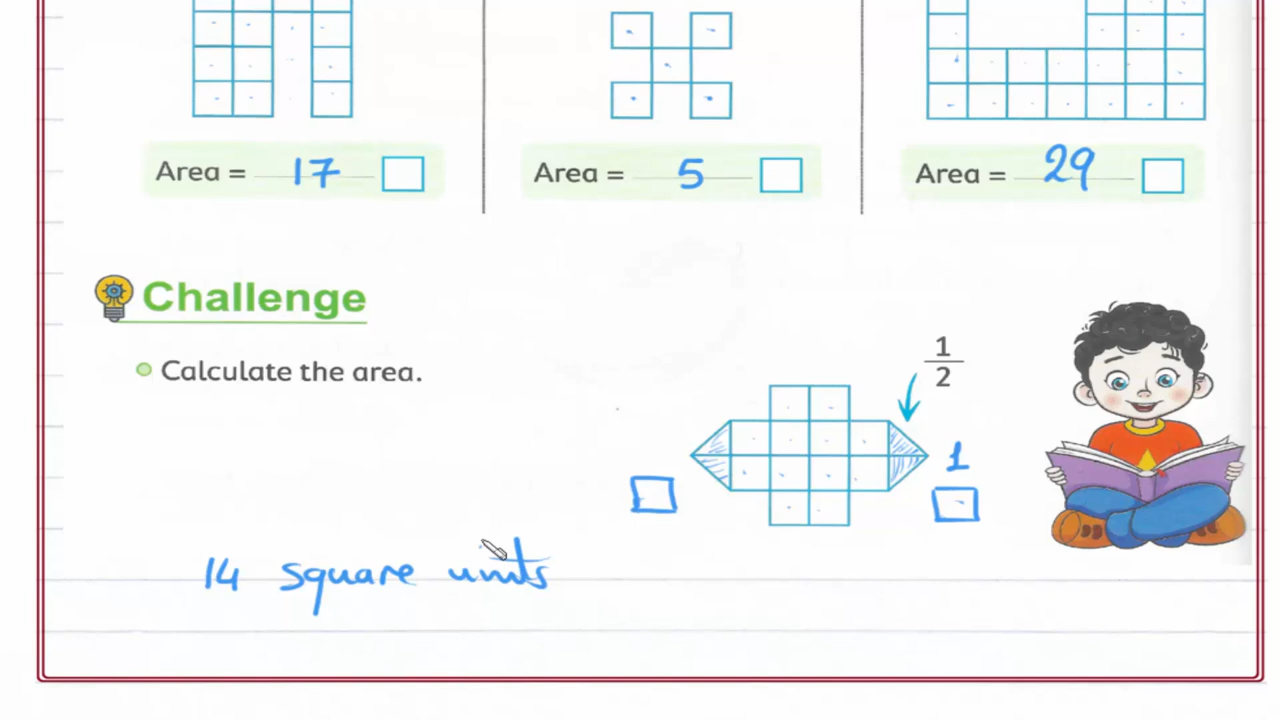 Area = 17
Area = 5
Area = 29
Challenge
Calculate the area.
1
2
1
14 square units